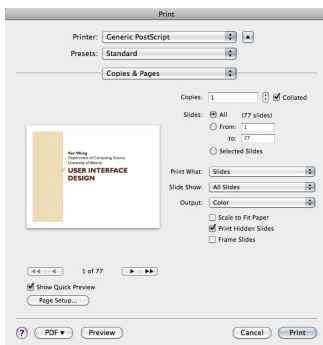 Print
Printer: Generic PostScript
Presets: Standard
Copies & Pages
Copies: 1 Collated
Slides: All (77 slides)
From: 1
to: 77
Selected Slides
Ken Wong
Department of Computing Science
University of Alberta
USER INTERFACE
DESIGN
Print What: Slides
Slide Show: All Slides
Output: Color
Scale to Fit Paper
Print Hidden Slides
Frame Slides
1 of 77
Show Quick Preview
Page Setup...
? PDF Preview Cancel Print